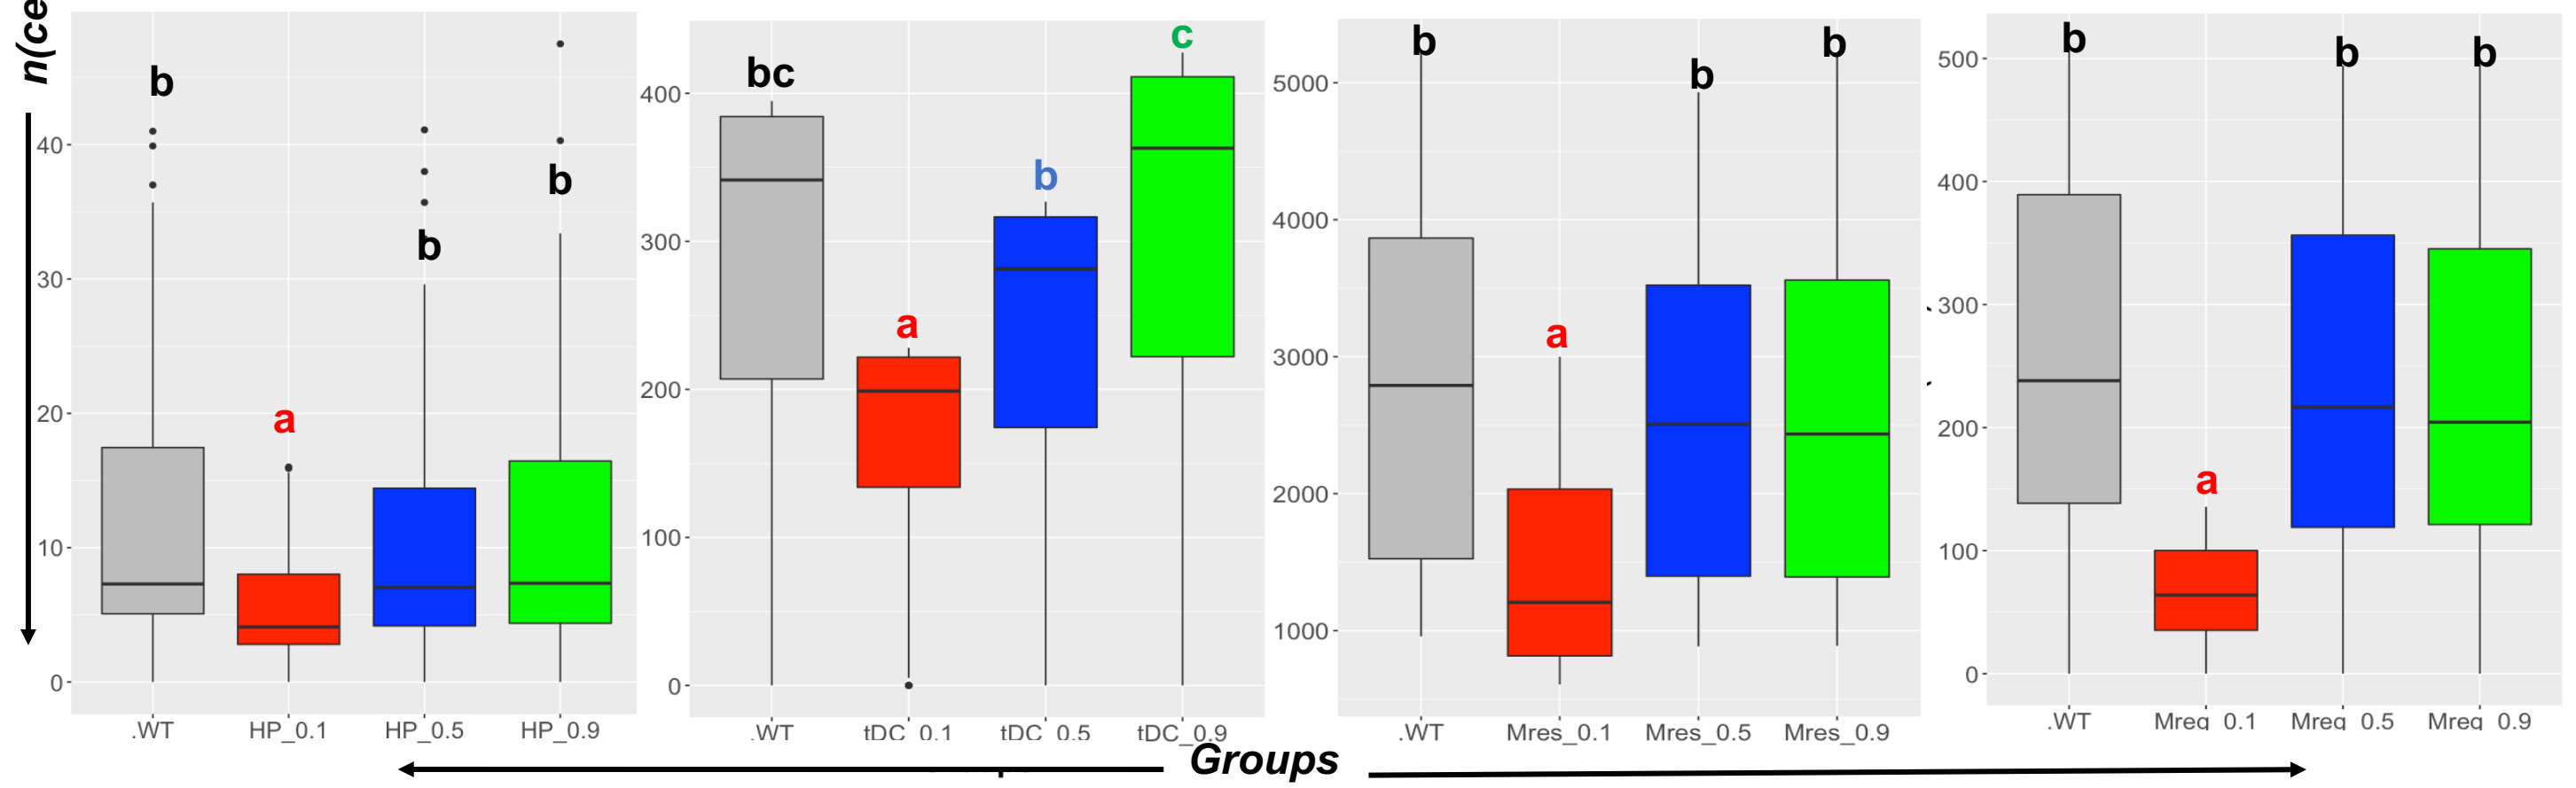 n(ce
b
b
b
a
40
30
20
10
0
.WT HP_0.1 HP_0.5 HP_0.9
bc
c
b
a
400
300
200
100
0
.WT tDC_0.1 tDC_0.5 tDC_0.9
b
b
b
a
5000
4000
3000
2000
1000
.WT Mres_0.1 Mres_0.5 Mres_0.9
b
b
b
a
500
400
300
200
100
0
.WT Mreg_0.1 Mreg_0.5 Mreg_0.9
Groups